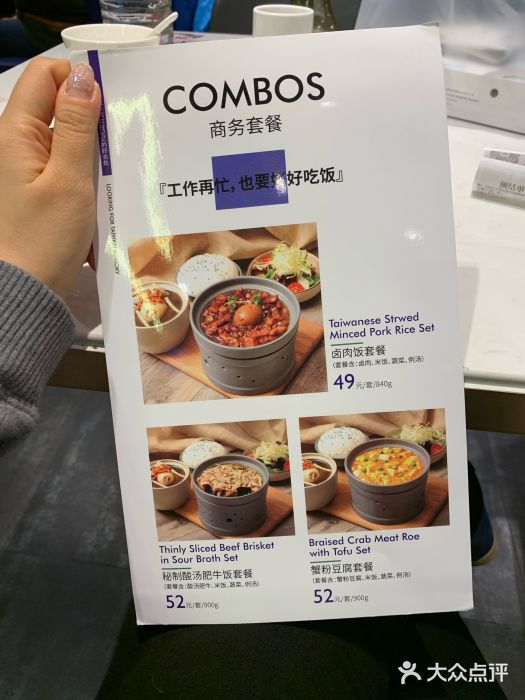 COMBOS
商务套餐
『工作再忙，也要好好吃饭』
LOOKING FOR
Taiwanese Strwed
Minced Pork Rice Set
卤肉饭套餐
(套餐含：卤肉、米饭、蔬菜、例汤)
49元/套/840g
Thinly Sliced Beef Brisket
in Sour Broth Set
秘制酸汤肥牛饭套餐
(套餐含：酸汤肥牛、米饭、蔬菜、例汤)
52元/套/900g
Braised Crab Meat Roe
with Tofu Set
蟹粉豆腐套餐
(套餐含：蟹粉豆腐、米饭、蔬菜、例汤)
52元/套/900g
预结单
大众点评